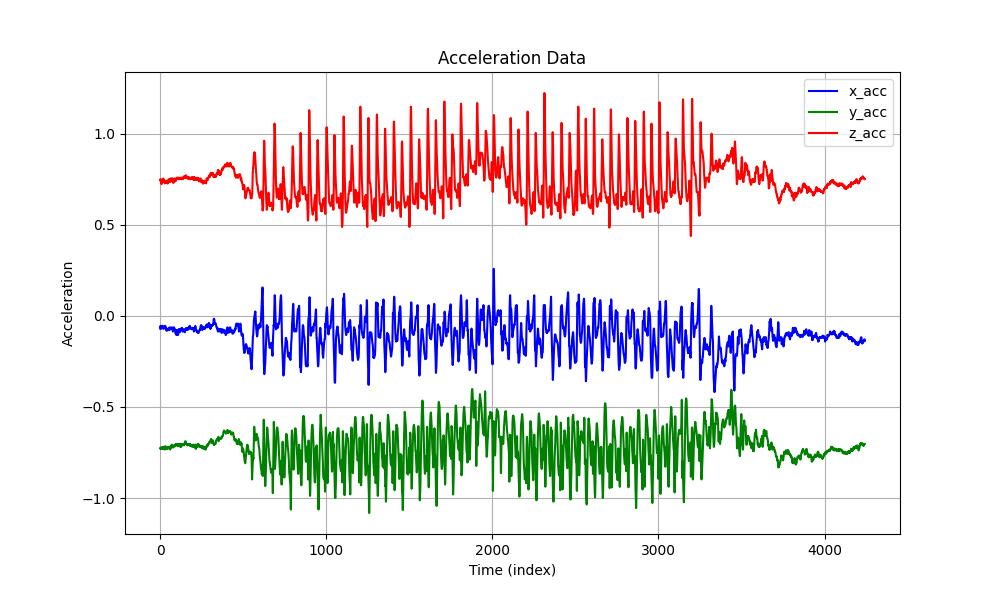 Acceleration Data
x_acc
y_acc
z_acc
1.0
0.5
0.0
−0.5
−1.0
Acceleration
0
1000
2000
3000
4000
Time (index)